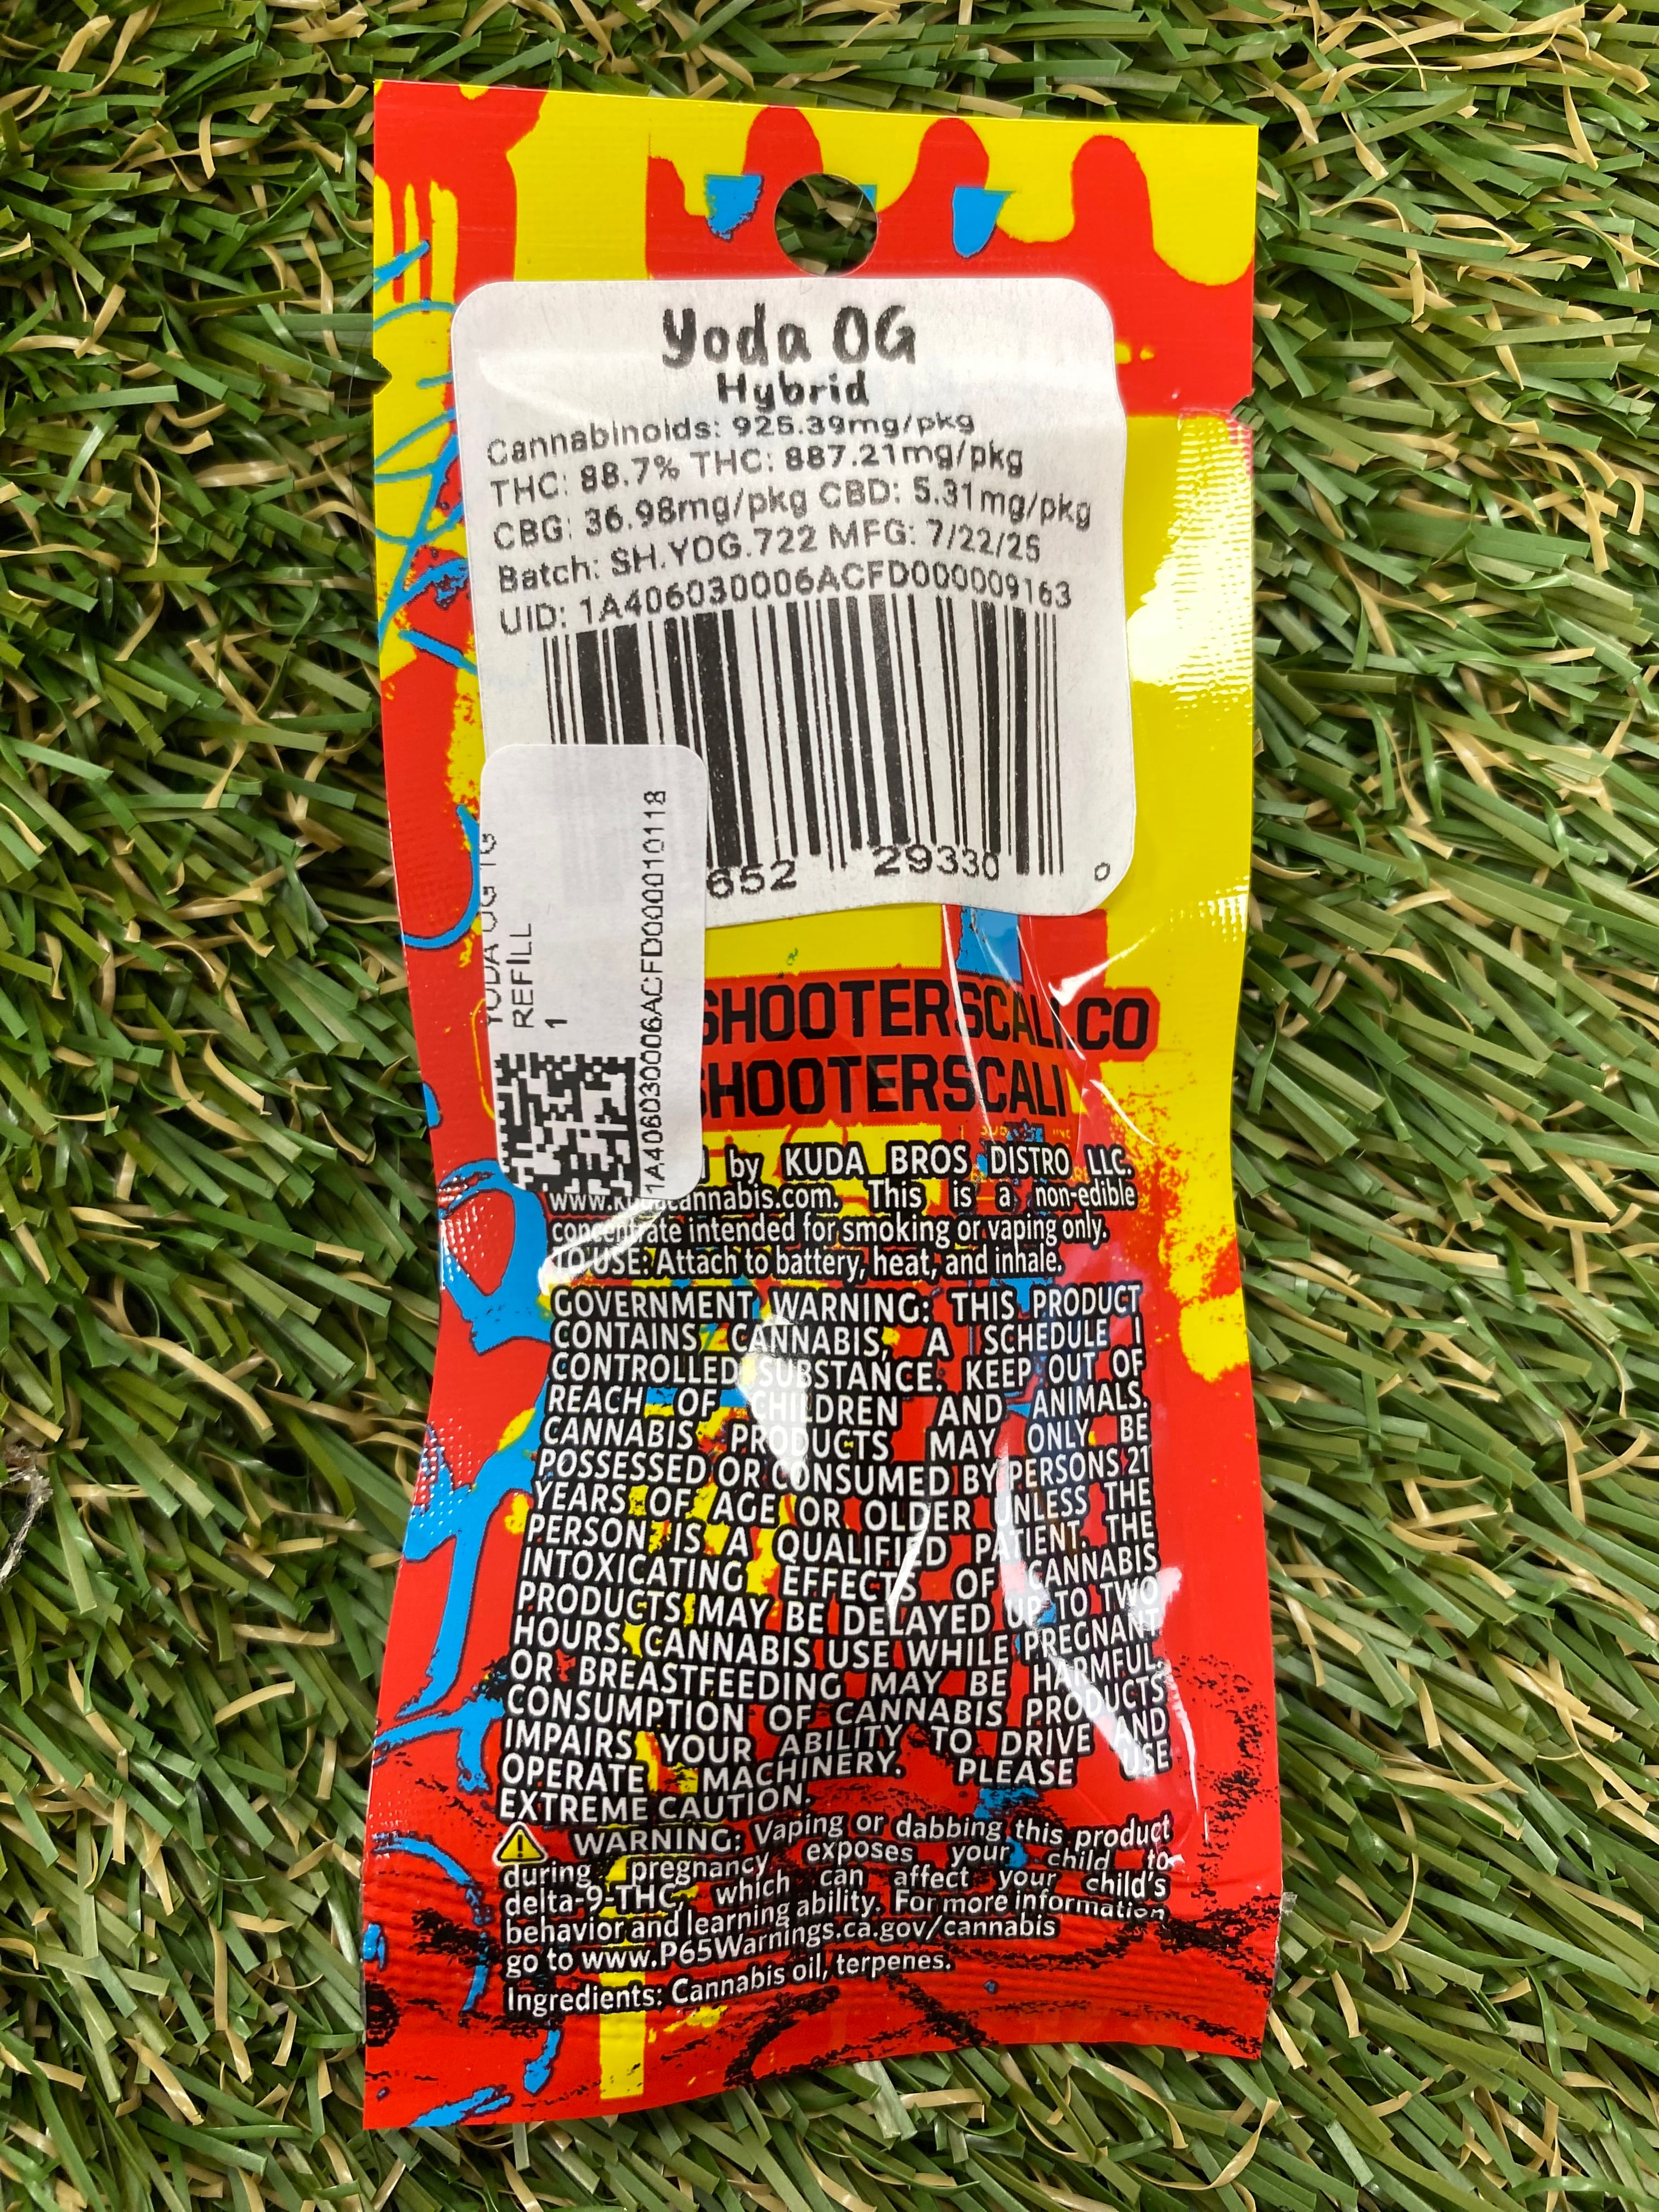 Yoda OG
Hybrid
Cannabinoids: 925.39mg/pkg
THC: 88.7% THC: 887.21mg/pkg
CBG: 36.98mg/pkg CBD: 5.31mg/pkg
Batch: SH.YOG.722 MFG: 7/22/25
UID: 1A406030006ACFD000009163
652 29330 0
YODA OG 1G
REFILL
1
1A406030006ACFD000010118
SHOOTERSCALI.CO
SHOOTERSCALI
by KUDA BROS DISTRO LLC.
www.kudacannabis.com. This is a non-edible
concentrate intended for smoking or vaping only.
TO USE: Attach to battery, heat, and inhale.
GOVERNMENT WARNING: THIS PRODUCT
CONTAINS CANNABIS, A SCHEDULE I
CONTROLLED SUBSTANCE. KEEP OUT OF
REACH OF CHILDREN AND ANIMALS.
CANNABIS PRODUCTS MAY ONLY BE
POSSESSED OR CONSUMED BY PERSONS 21
YEARS OF AGE OR OLDER UNLESS THE
PERSON IS A QUALIFIED PATIENT. THE
INTOXICATING EFFECTS OF CANNABIS
PRODUCTS MAY BE DELAYED UP TO TWO
HOURS. CANNABIS USE WHILE PREGNANT
OR BREASTFEEDING MAY BE HARMFUL.
CONSUMPTION OF CANNABIS PRODUCTS
IMPAIRS YOUR ABILITY TO DRIVE AND
OPERATE MACHINERY. PLEASE USE
EXTREME CAUTION.
WARNING: Vaping or dabbing this product
during pregnancy exposes your child to
delta-9-THC, which can affect your child's
behavior and learning ability. For more information
go to www.P65Warnings.ca.gov/cannabis
Ingredients: Cannabis oil, terpenes.